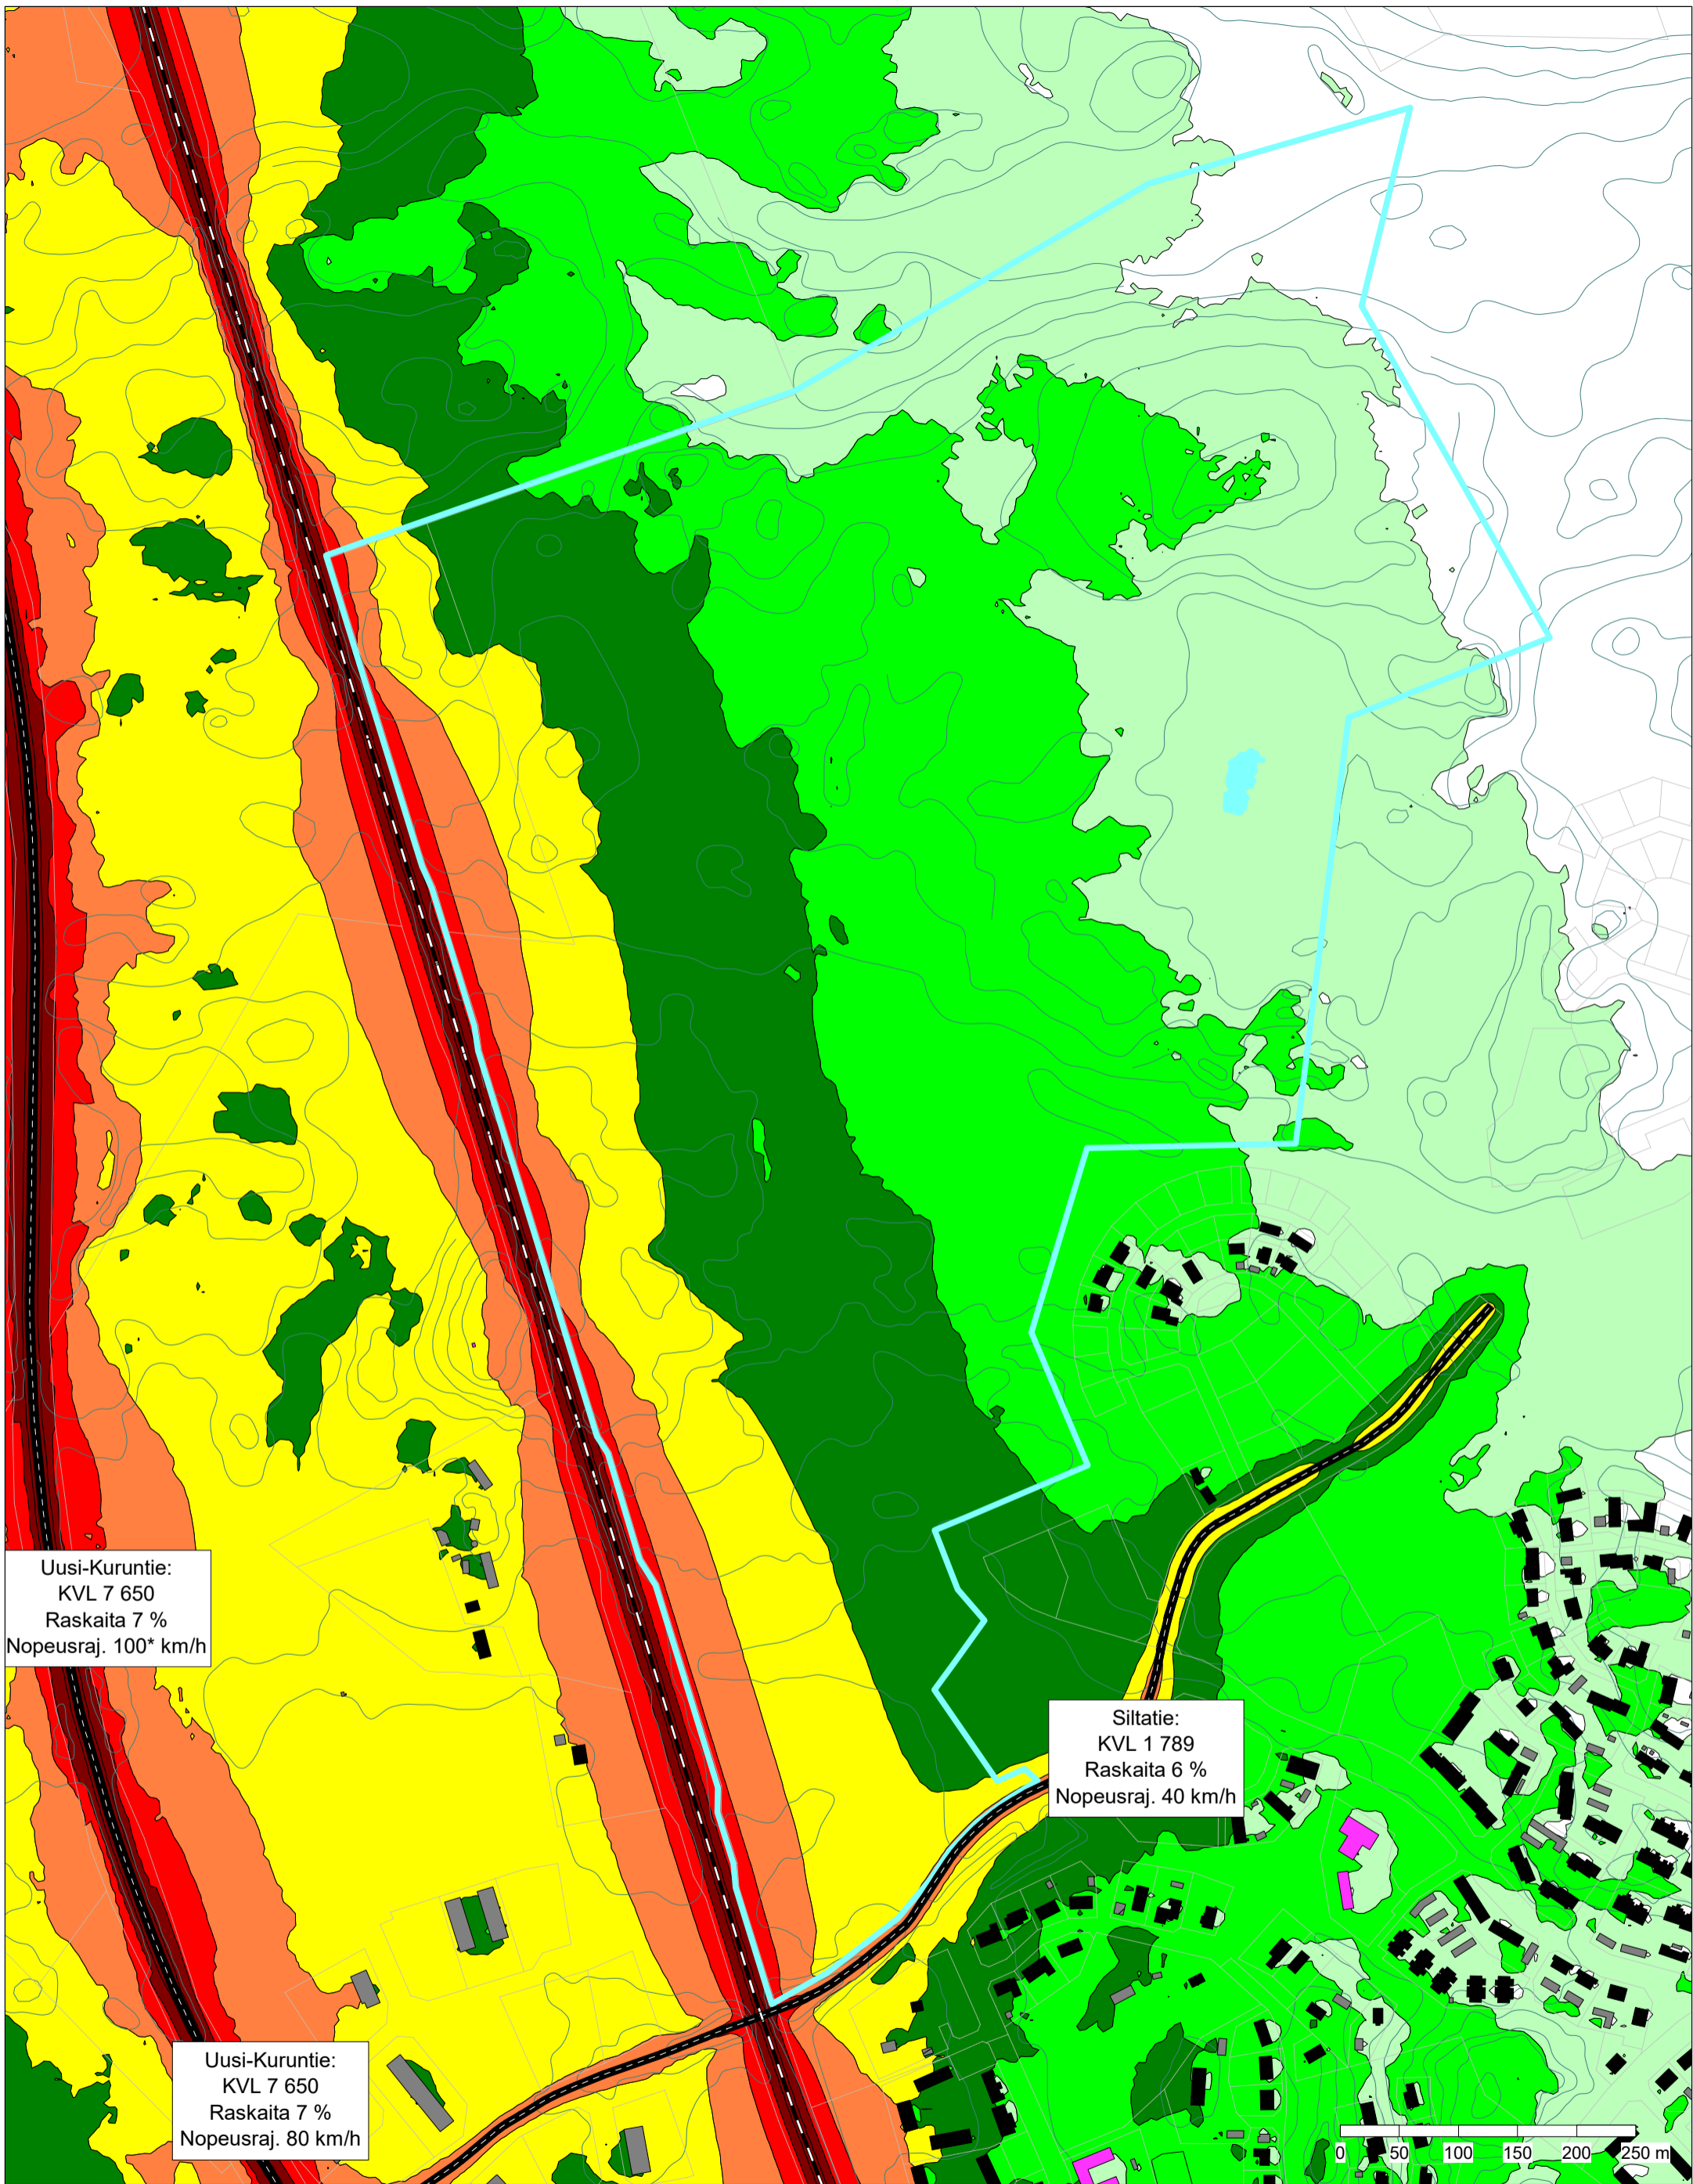 Uusi-Kuruntie:
KVL 7 650
Raskaita 7 %
Nopeusraj. 100* km/h
Siltatie:
KVL 1 789
Raskaita 6 %
Nopeusraj. 40 km/h
Uusi-Kuruntie:
KVL 7 650
Raskaita 7 %
Nopeusraj. 80 km/h
0 50 100 150 200 250 m